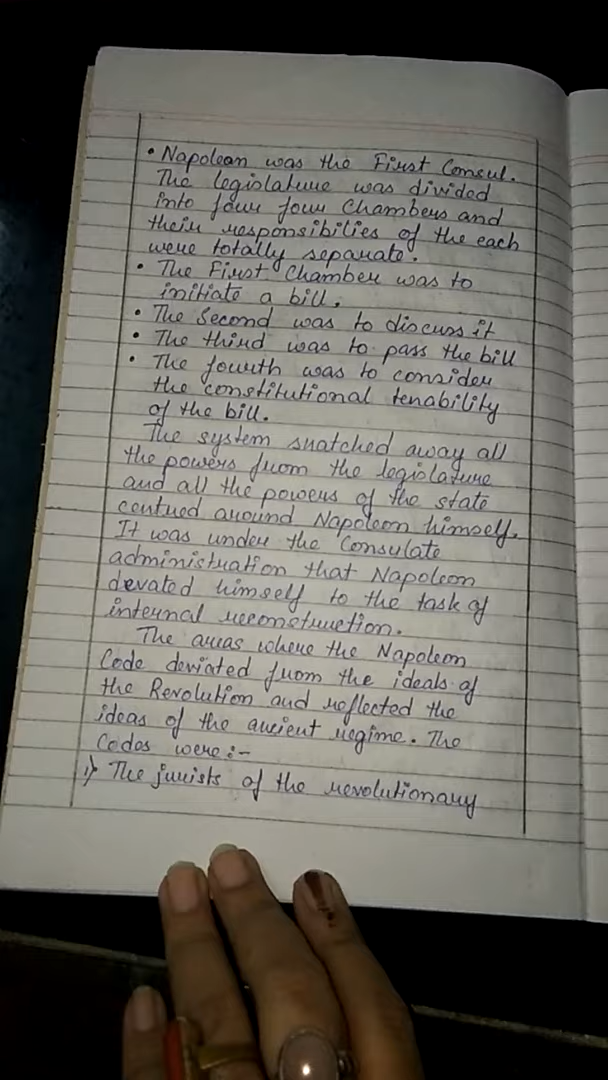 • Napolean was the First Consul.
The legislature was divided
into four four Chambers and
their responsibilities of the each
were totally separate.
• The First Chamber was to
initiate a bill.
• The Second was to discuss it
• The third was to pass the bill
• The fourth was to consider
the constitutional tenability
of the bill.
The system snatched away all
the powers from the legislature
and all the powers of the state
centred around Napoleon himself.
It was under the Consulate
administration that Napoleon
devated himself to the task of
internal reconstruction.
The areas where the Napoleon
Code deviated from the ideals of
the Revolution and reflected the
ideas of the ancient regime. The
Codes were:-
1) The jurists of the revolutionary